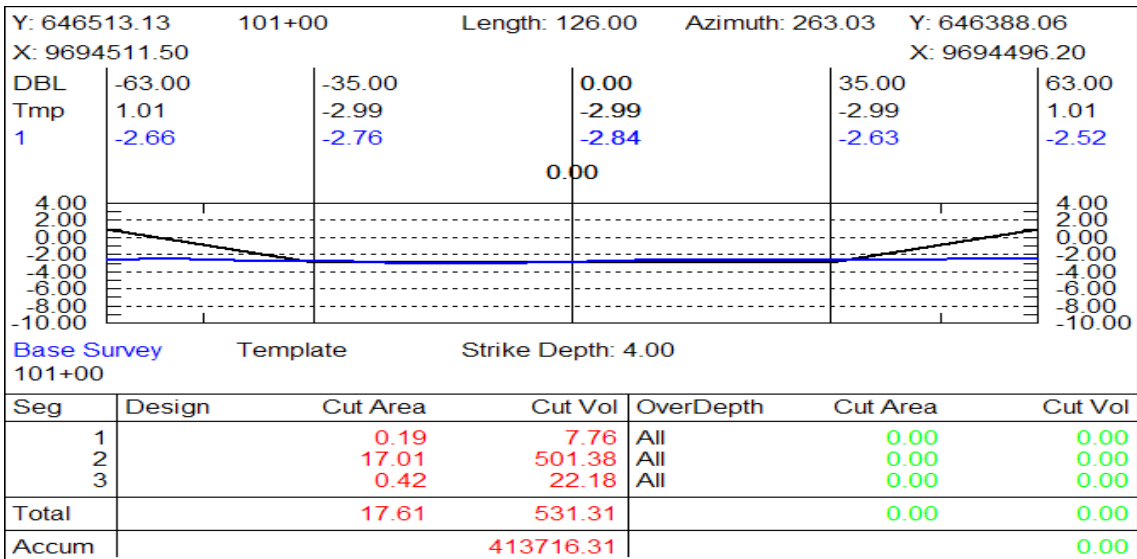 Y: 646513.13 101+00 Length: 126.00 Azimuth: 263.03 Y: 646388.06
X: 9694511.50 X: 9694496.20
DBL -63.00 -35.00 0.00 35.00 63.00
Tmp 1.01 -2.99 -2.99 -2.99 1.01
1 -2.66 -2.76 -2.84 -2.63 -2.52
0.00
4.00 4.00
2.00 2.00
0.00 0.00
-2.00 -2.00
-4.00 -4.00
-6.00 -6.00
-8.00 -8.00
-10.00 -10.00
Base Survey Template Strike Depth: 4.00
101+00
Seg Design Cut Area Cut Vol OverDepth Cut Area Cut Vol
1 0.19 7.76 All 0.00 0.00
2 17.01 501.38 All 0.00 0.00
3 0.42 22.18 All 0.00 0.00
Total 17.61 531.31 0.00 0.00
Accum 413716.31 0.00